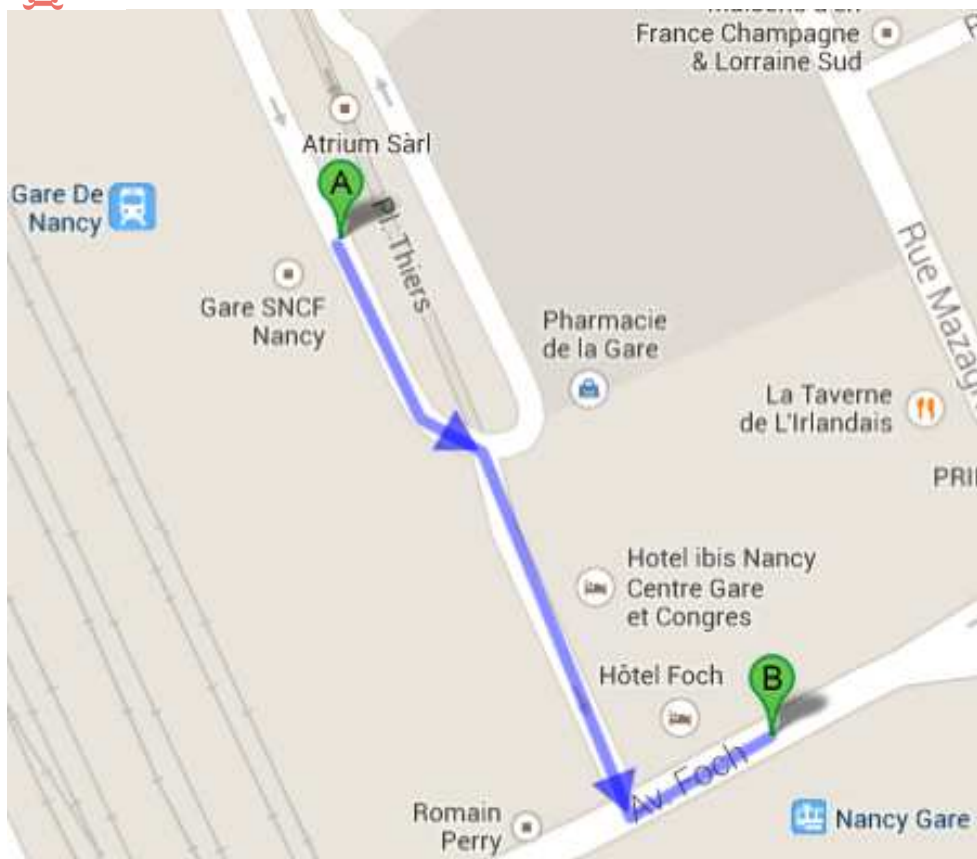 France Champagne
& Lorraine Sud
Atrium Sàrl
A
Gare De
Nancy
Pl. Thiers
Rue Mazagr
Gare SNCF
Nancy
Pharmacie
de la Gare
La Taverne
de L'Irlandais
PRI
Hotel ibis Nancy
Centre Gare
et Congres
Hôtel Foch
B
Av. Foch
Romain
Perry
Nancy Gare